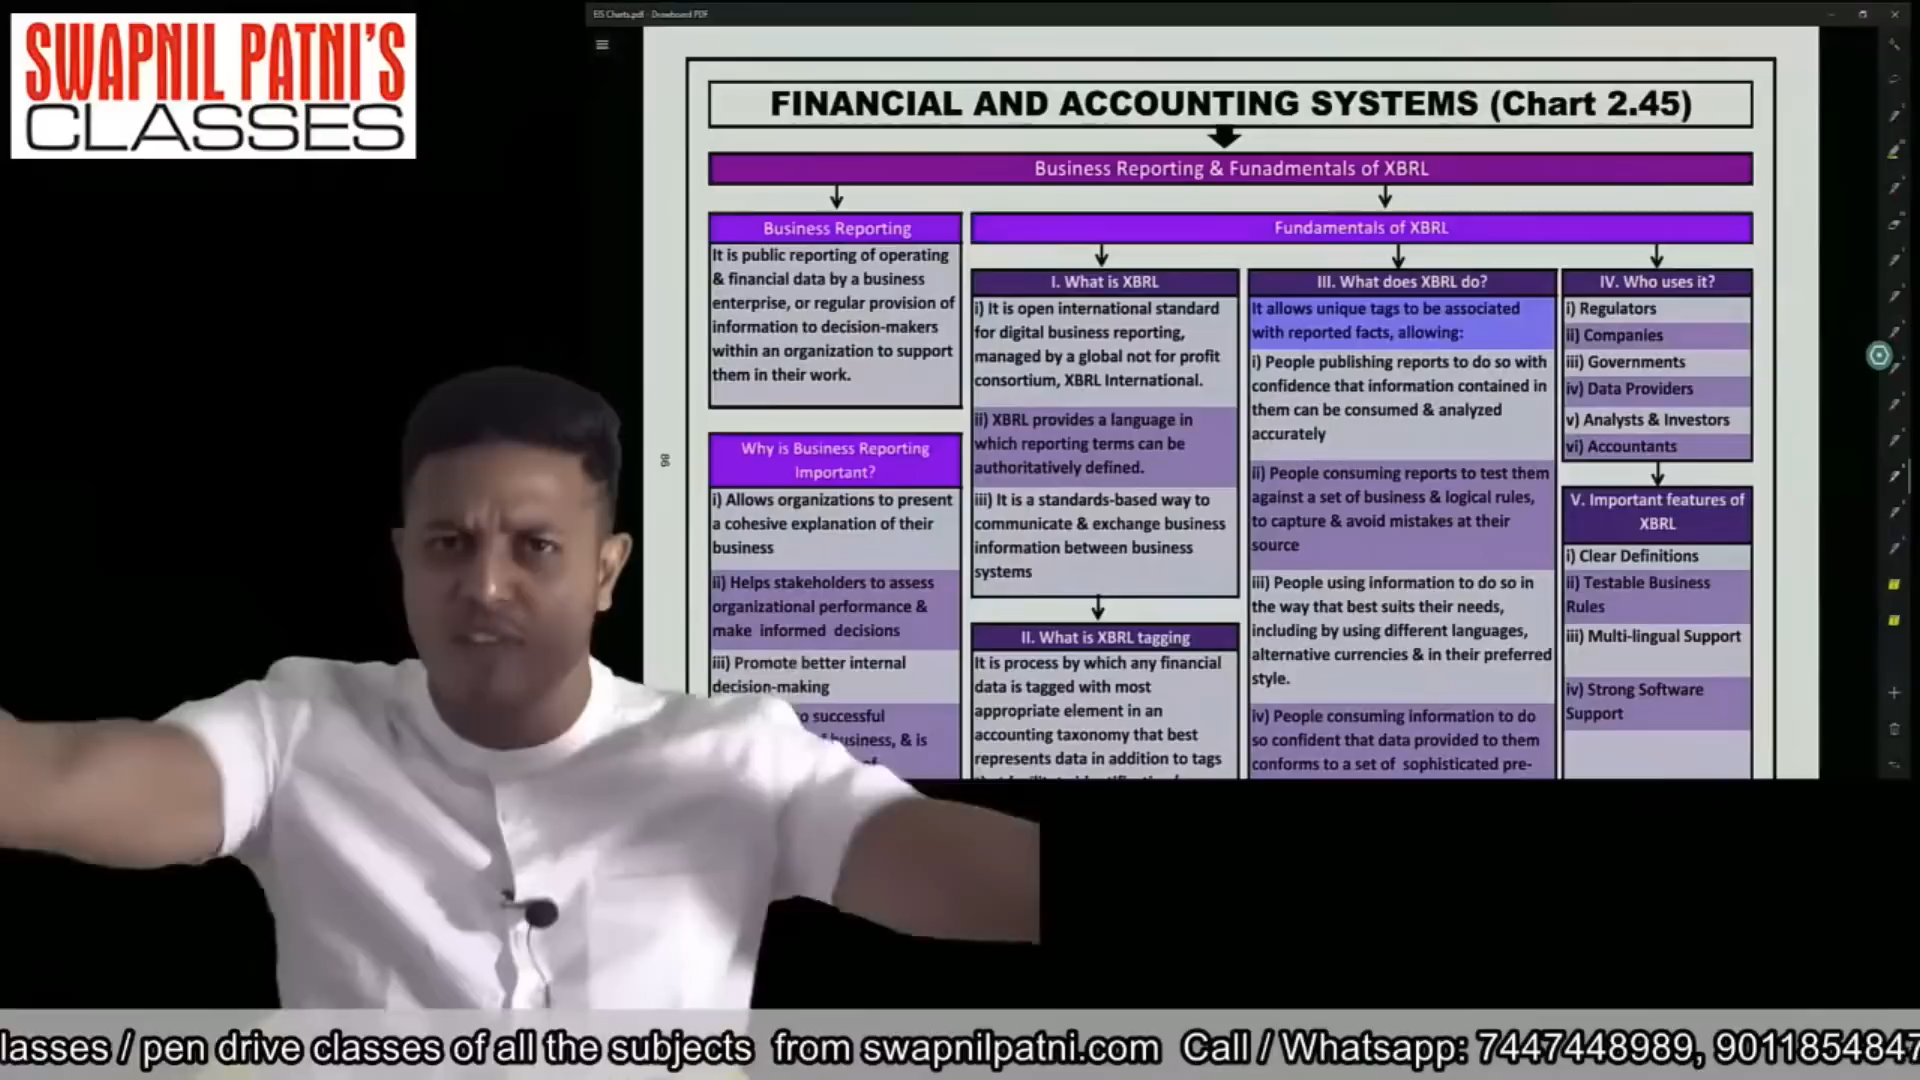 SWAPNIL PATNI'S
CLASSES
EIS Charts.pdf - Drawboard PDF
FINANCIAL AND ACCOUNTING SYSTEMS (Chart 2.45)
Business Reporting & Funadmentals of XBRL
Business Reporting
It is public reporting of operating
& financial data by a business
enterprise, or regular provision of
information to decision-makers
within an organization to support
them in their work.
Why is Business Reporting
Important?
i) Allows organizations to present
a cohesive explanation of their
business
ii) Helps stakeholders to assess
organizational performance &
make informed decisions
iii) Promote better internal
decision-making
successful
business, & is
86
Fundamentals of XBRL
I. What is XBRL
i) It is open international standard
for digital business reporting,
managed by a global not for profit
consortium, XBRL International.
ii) XBRL provides a language in
which reporting terms can be
authoritatively defined.
iii) It is a standards-based way to
communicate & exchange business
information between business
systems
II. What is XBRL tagging
It is process by which any financial
data is tagged with most
appropriate element in an
accounting taxonomy that best
represents data in addition to tags
III. What does XBRL do?
It allows unique tags to be associated
with reported facts, allowing:
i) People publishing reports to do so with
confidence that information contained in
them can be consumed & analyzed
accurately
ii) People consuming reports to test them
against a set of business & logical rules,
to capture & avoid mistakes at their
source
iii) People using information to do so in
the way that best suits their needs,
including by using different languages,
alternative currencies & in their preferred
style.
iv) People consuming information to do
so confident that data provided to them
conforms to a set of sophisticated pre-
IV. Who uses it?
i) Regulators
ii) Companies
iii) Governments
iv) Data Providers
v) Analysts & Investors
vi) Accountants
V. Important features of
XBRL
i) Clear Definitions
ii) Testable Business
Rules
iii) Multi-lingual Support
iv) Strong Software
Support
lasses / pen drive classes of all the subjects from swapnilpatni.com Call / Whatsapp: 7447448989, 9011854847